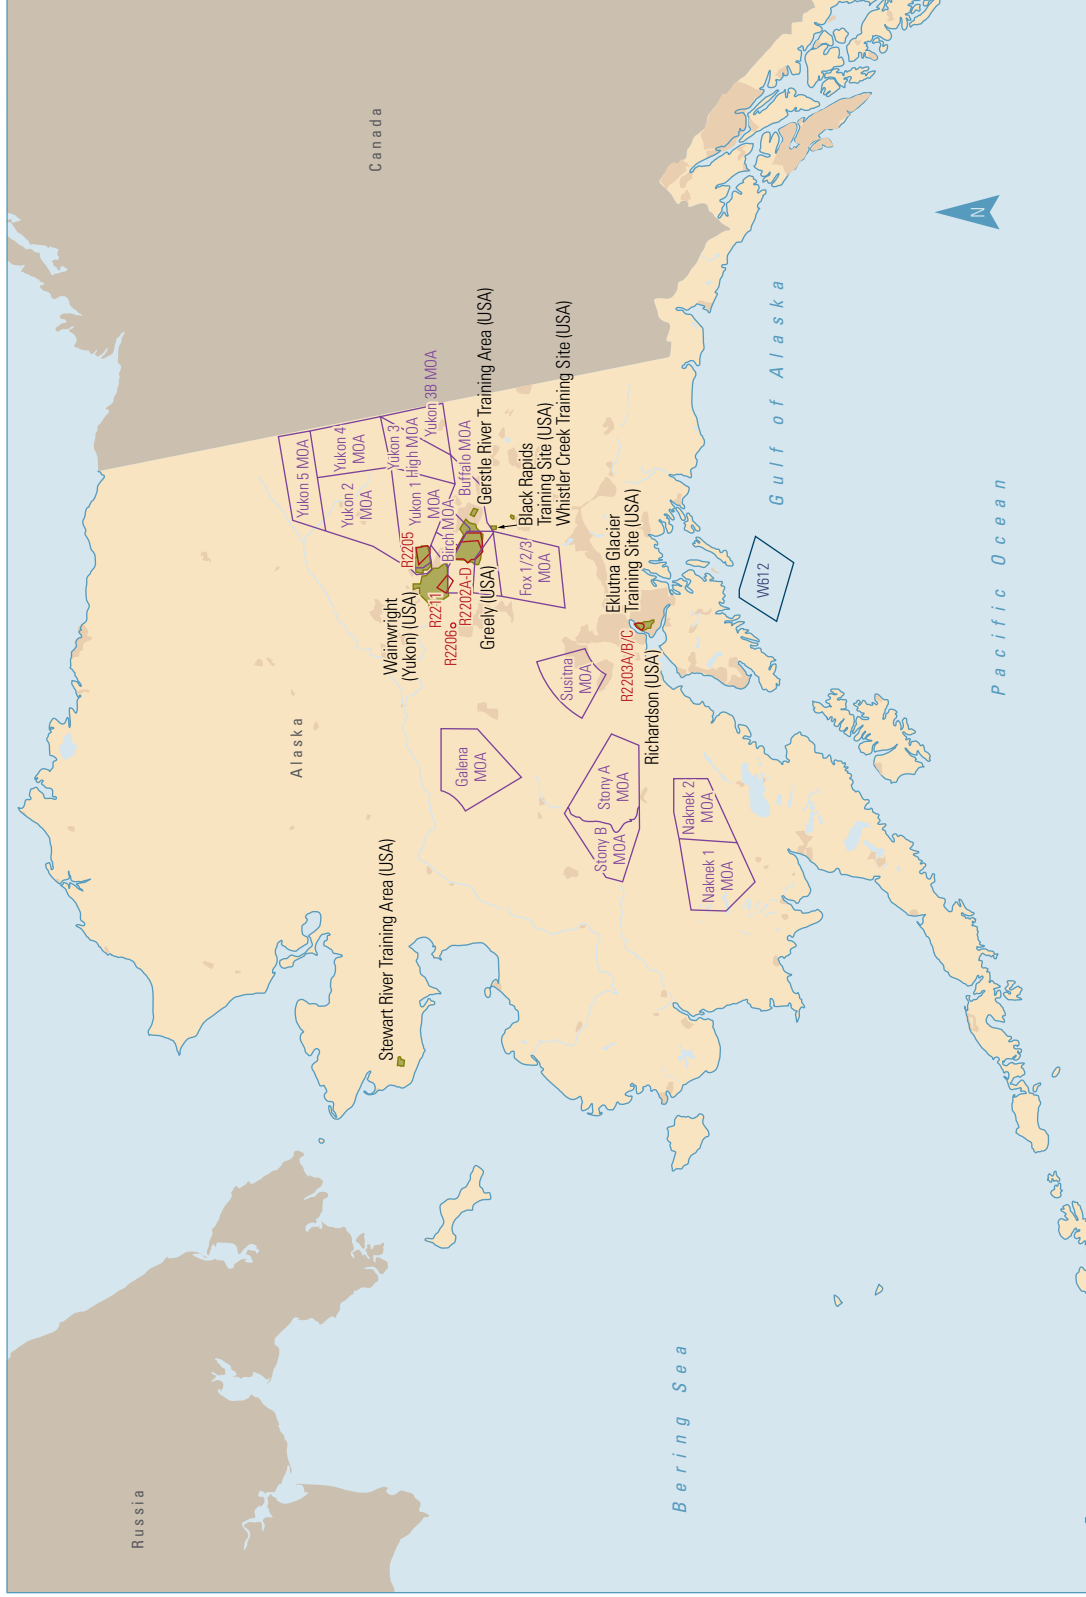 Russia
Canada
Alaska
Stewart River Training Area (USA)
Wainwright
(Yukon) (USA)
R2205
R2211
R2206
R2202A-D
Greely (USA)
Yukon 5 MOA
Yukon 4
MOA
Yukon 2
MOA
Yukon 3
High MOA
Yukon 3B MOA
Yukon 1
MOA
Birch MOA
Buffalo MOA
Gerstle River Training Area (USA)
Black Rapids
Training Site (USA)
Whistler Creek Training Site (USA)
Fox 1/2/3
MOA
Eklutna Glacier
Training Site (USA)
R2203A/B/C
Richardson (USA)
Susitna
MOA
Galena
MOA
Stony A
MOA
Stony B
MOA
Naknek 2
MOA
Naknek 1
MOA
W612
Gulf of Alaska
Pacific Ocean
Bering Sea
N